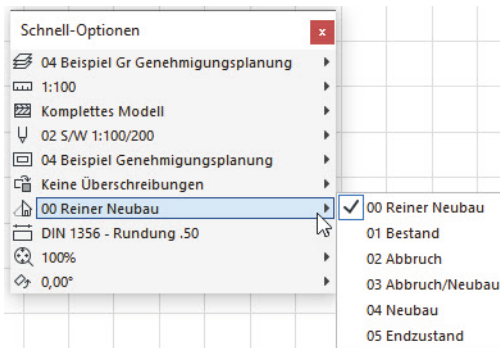 Schnell-Optionen
x
04 Beispiel Gr Genehmigungsplanung
1:100
Komplettes Modell
02 S/W 1:100/200
04 Beispiel Genehmigungsplanung
Keine Überschreibungen
00 Reiner Neubau
DIN 1356 - Rundung .50
100%
0,00°
00 Reiner Neubau
01 Bestand
02 Abbruch
03 Abbruch/Neubau
04 Neubau
05 Endzustand